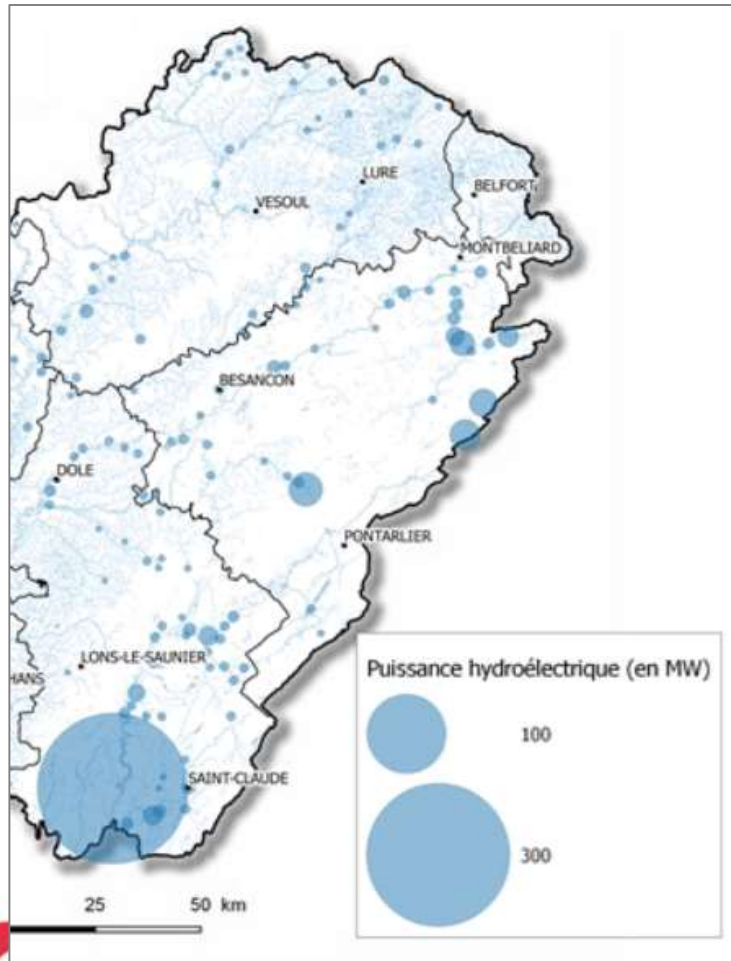 LURE
BELFORT
VESOUL
MONTBELIARD
BESANCON
DOLE
PONTARLIER
LONS-LE-SAUNIER
HANS
SAINT-CLAUDE
Puissance hydroélectrique (en MW)
100
300
25 50 km